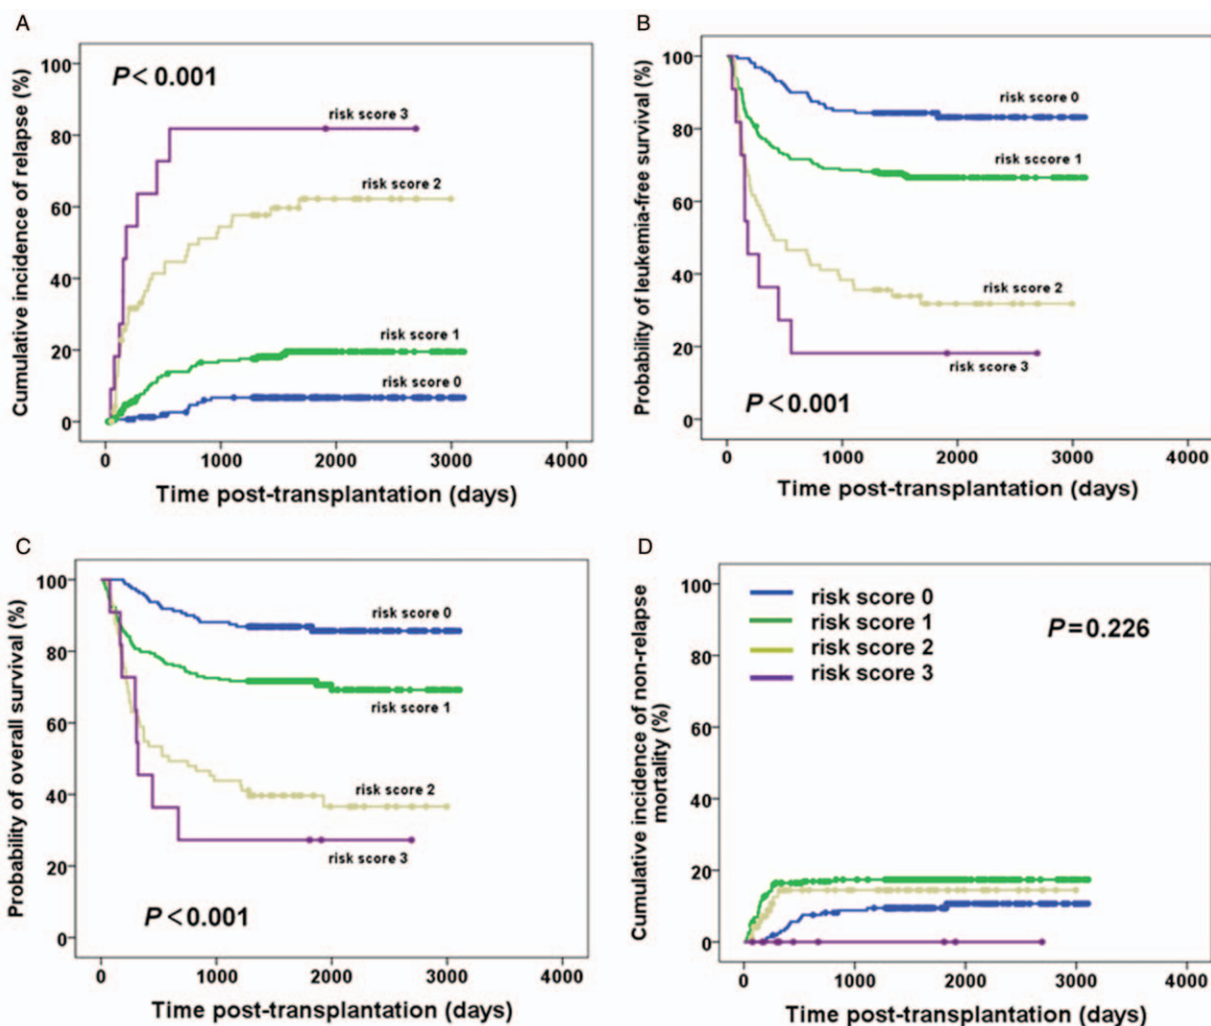 A
Cumulative incidence of relapse (%)
100
80
60
40
20
0
P< 0.001
risk score 3
risk score 2
risk score 1
risk score 0
0 1000 2000 3000 4000
Time post-transplantation (days)
B
Probability of leukemia-free survival (%)
100
80
60
40
20
0
risk score 0
risk sccore 1
risk score 2
risk score 3
P<0.001
0 1000 2000 3000 4000
Time post-transplantation (days)
C
Probability of overall survival (%)
100
80
60
40
20
0
risk score 0
risk score 1
risk score 2
risk score 3
P<0.001
0 1000 2000 3000 4000
Time post-transplantation (days)
D
Cumulative incidence of non-relapse
mortality (%)
100
80
60
40
20
0
risk score 0
risk score 1
risk score 2
risk score 3
P=0.226
0 1000 2000 3000 4000
Time post-transplantation (days)